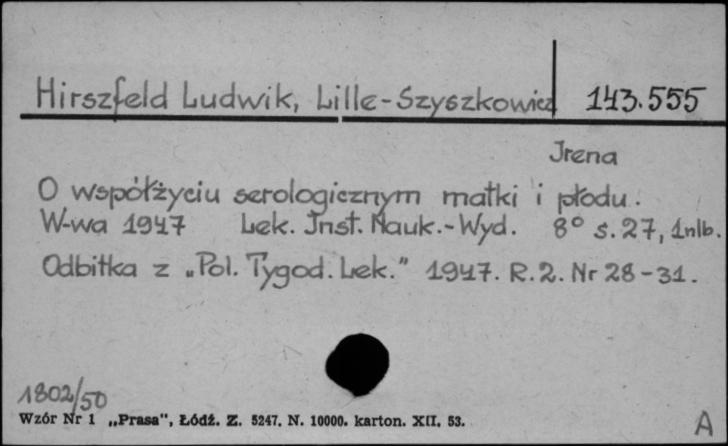 Hirszfeld Ludwik, Lille-Szyszkowicz 143.555
Irena
O współżyciu serologicznym matki i płodu.
W-wa 1947 Lek. Inst. Nauk.-Wyd. 8° s. 27, 1nlb.
Odbitka z „Pol. Tygod. Lek." 1947. R. 2. Nr 28-31.
1802/50
Wzór Nr 1 „Prasa", Łódź. Z. 5247. N. 10000. karton. XII. 53.
A